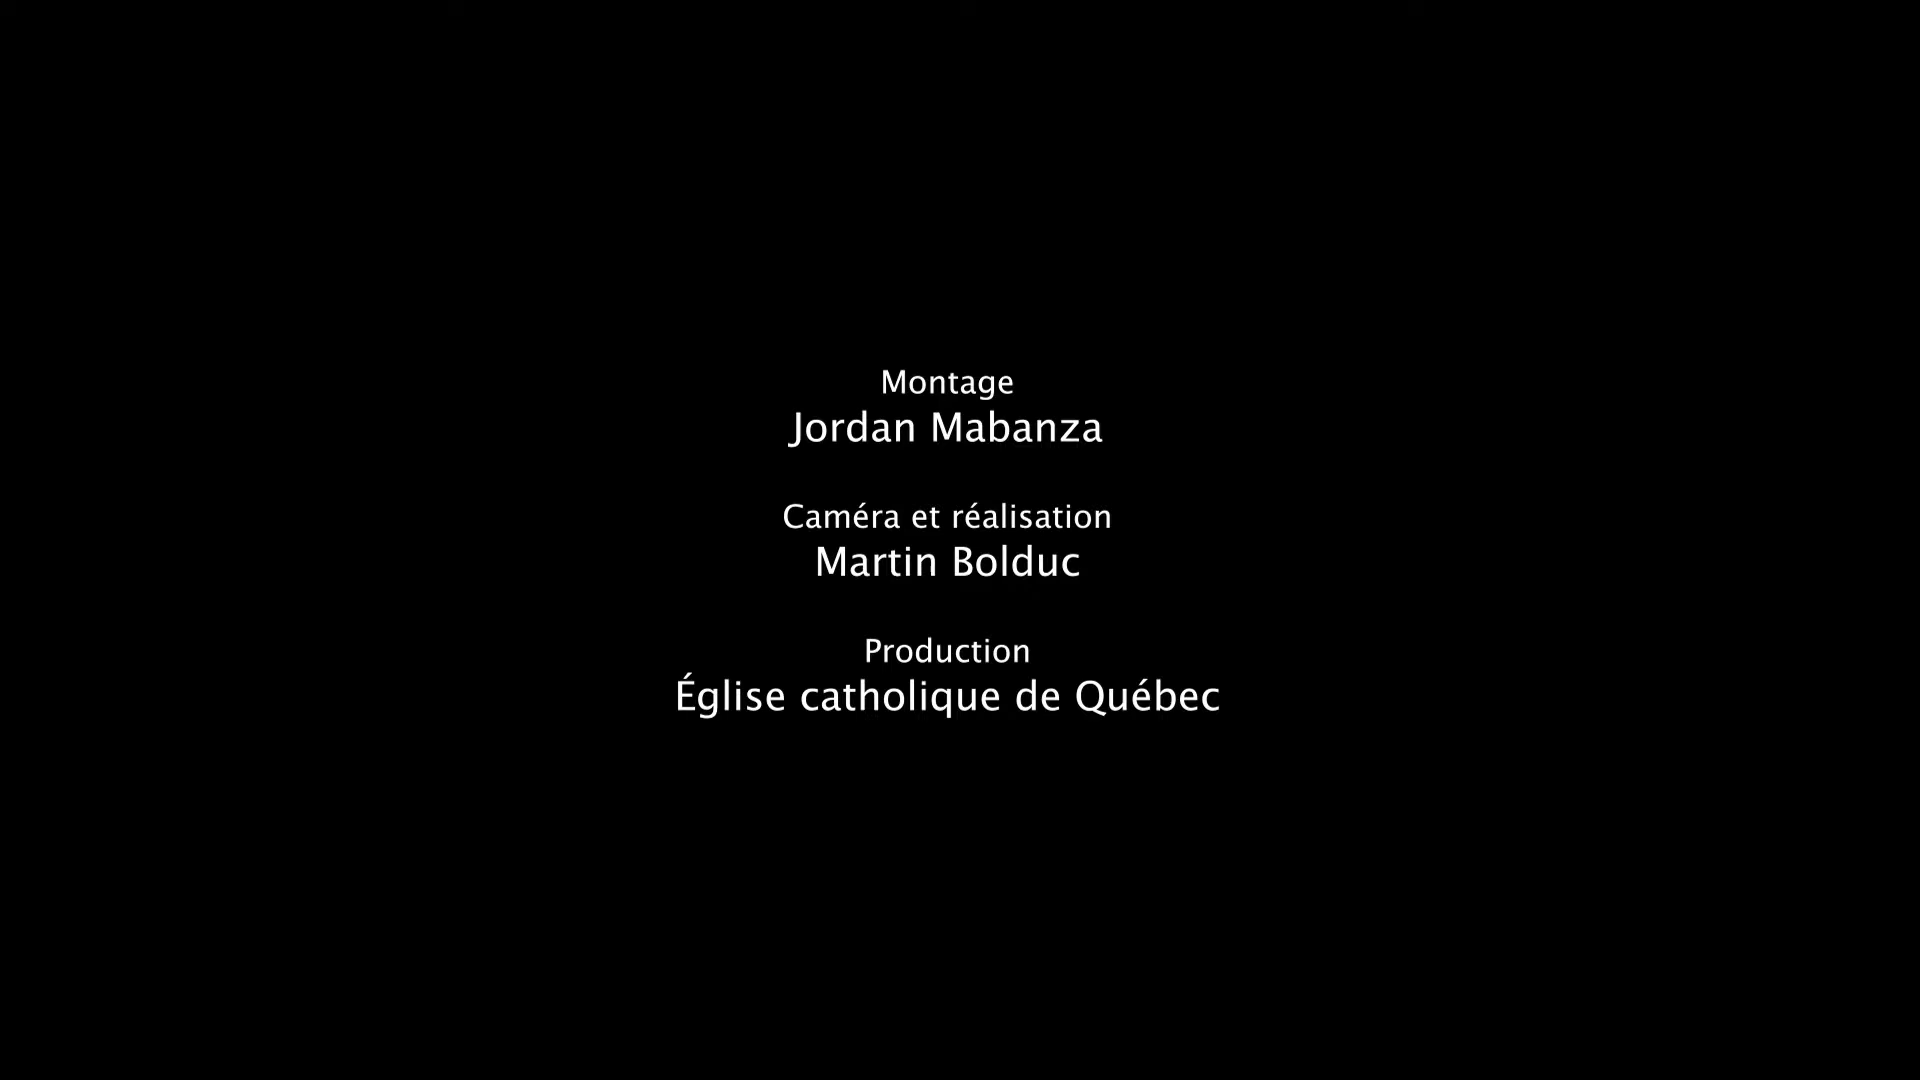 Montage
Jordan Mabanza
Caméra et réalisation
Martin Bolduc
Production
Église catholique de Québec